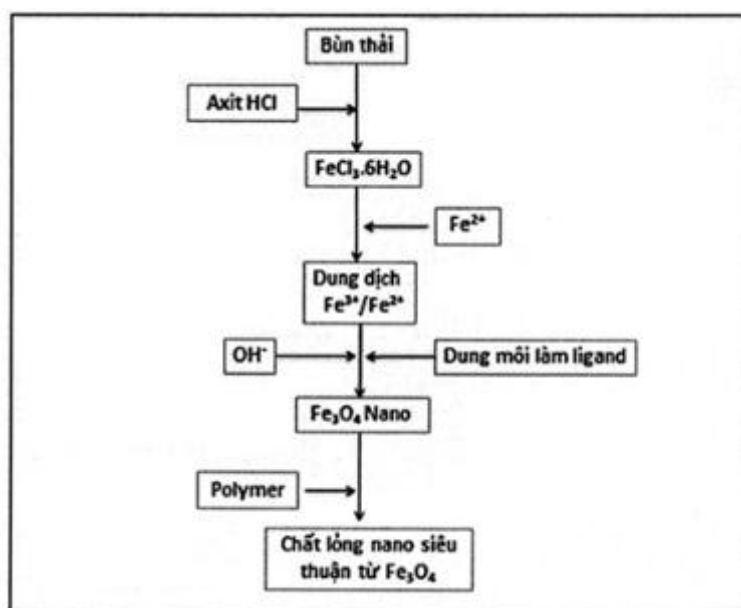 Bùn thải
Axit HCl
FeCl₃.6H₂O
Fe²⁺
Dung dịch
Fe³⁺/Fe²⁺
OH⁻
Dung môi làm ligand
Fe₃O₄ Nano
Polymer
Chất lỏng nano siêu
thuận từ Fe₃O₄